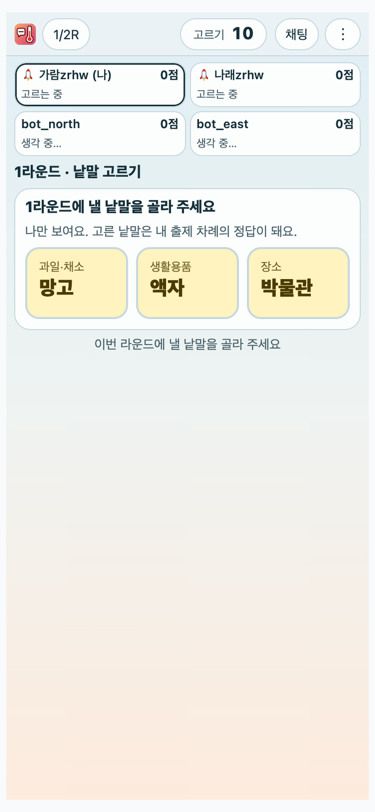 1/2R
고르기 10
채팅
가람zrhw (나) 0점
고르는 중
나래zrhw 0점
고르는 중
bot_north 0점
생각 중...
bot_east 0점
생각 중...
1라운드 · 낱말 고르기
1라운드에 낼 낱말을 골라 주세요
나만 보여요. 고른 낱말은 내 출제 차례의 정답이 돼요.
과일·채소
망고
생활용품
액자
장소
박물관
이번 라운드에 낼 낱말을 골라 주세요